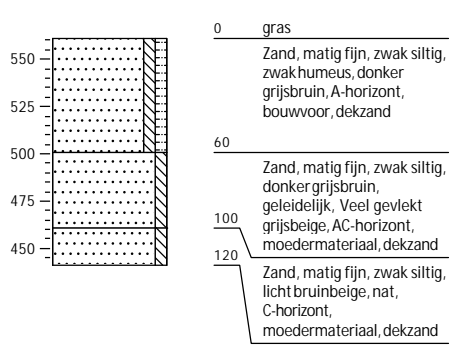 0 gras
Zand, matig fijn, zwak siltig,
zwak humeus, donker
grijsbruin, A-horizont,
bouwvoor, dekzand
60
Zand, matig fijn, zwak siltig,
donker grijsbruin,
geleidelijk, Veel gevlekt
grijsbeige, AC-horizont,
moedermateriaal, dekzand
100
120
Zand, matig fijn, zwak siltig,
licht bruinbeige, nat,
C-horizont,
moedermateriaal, dekzand
550
525
500
475
450